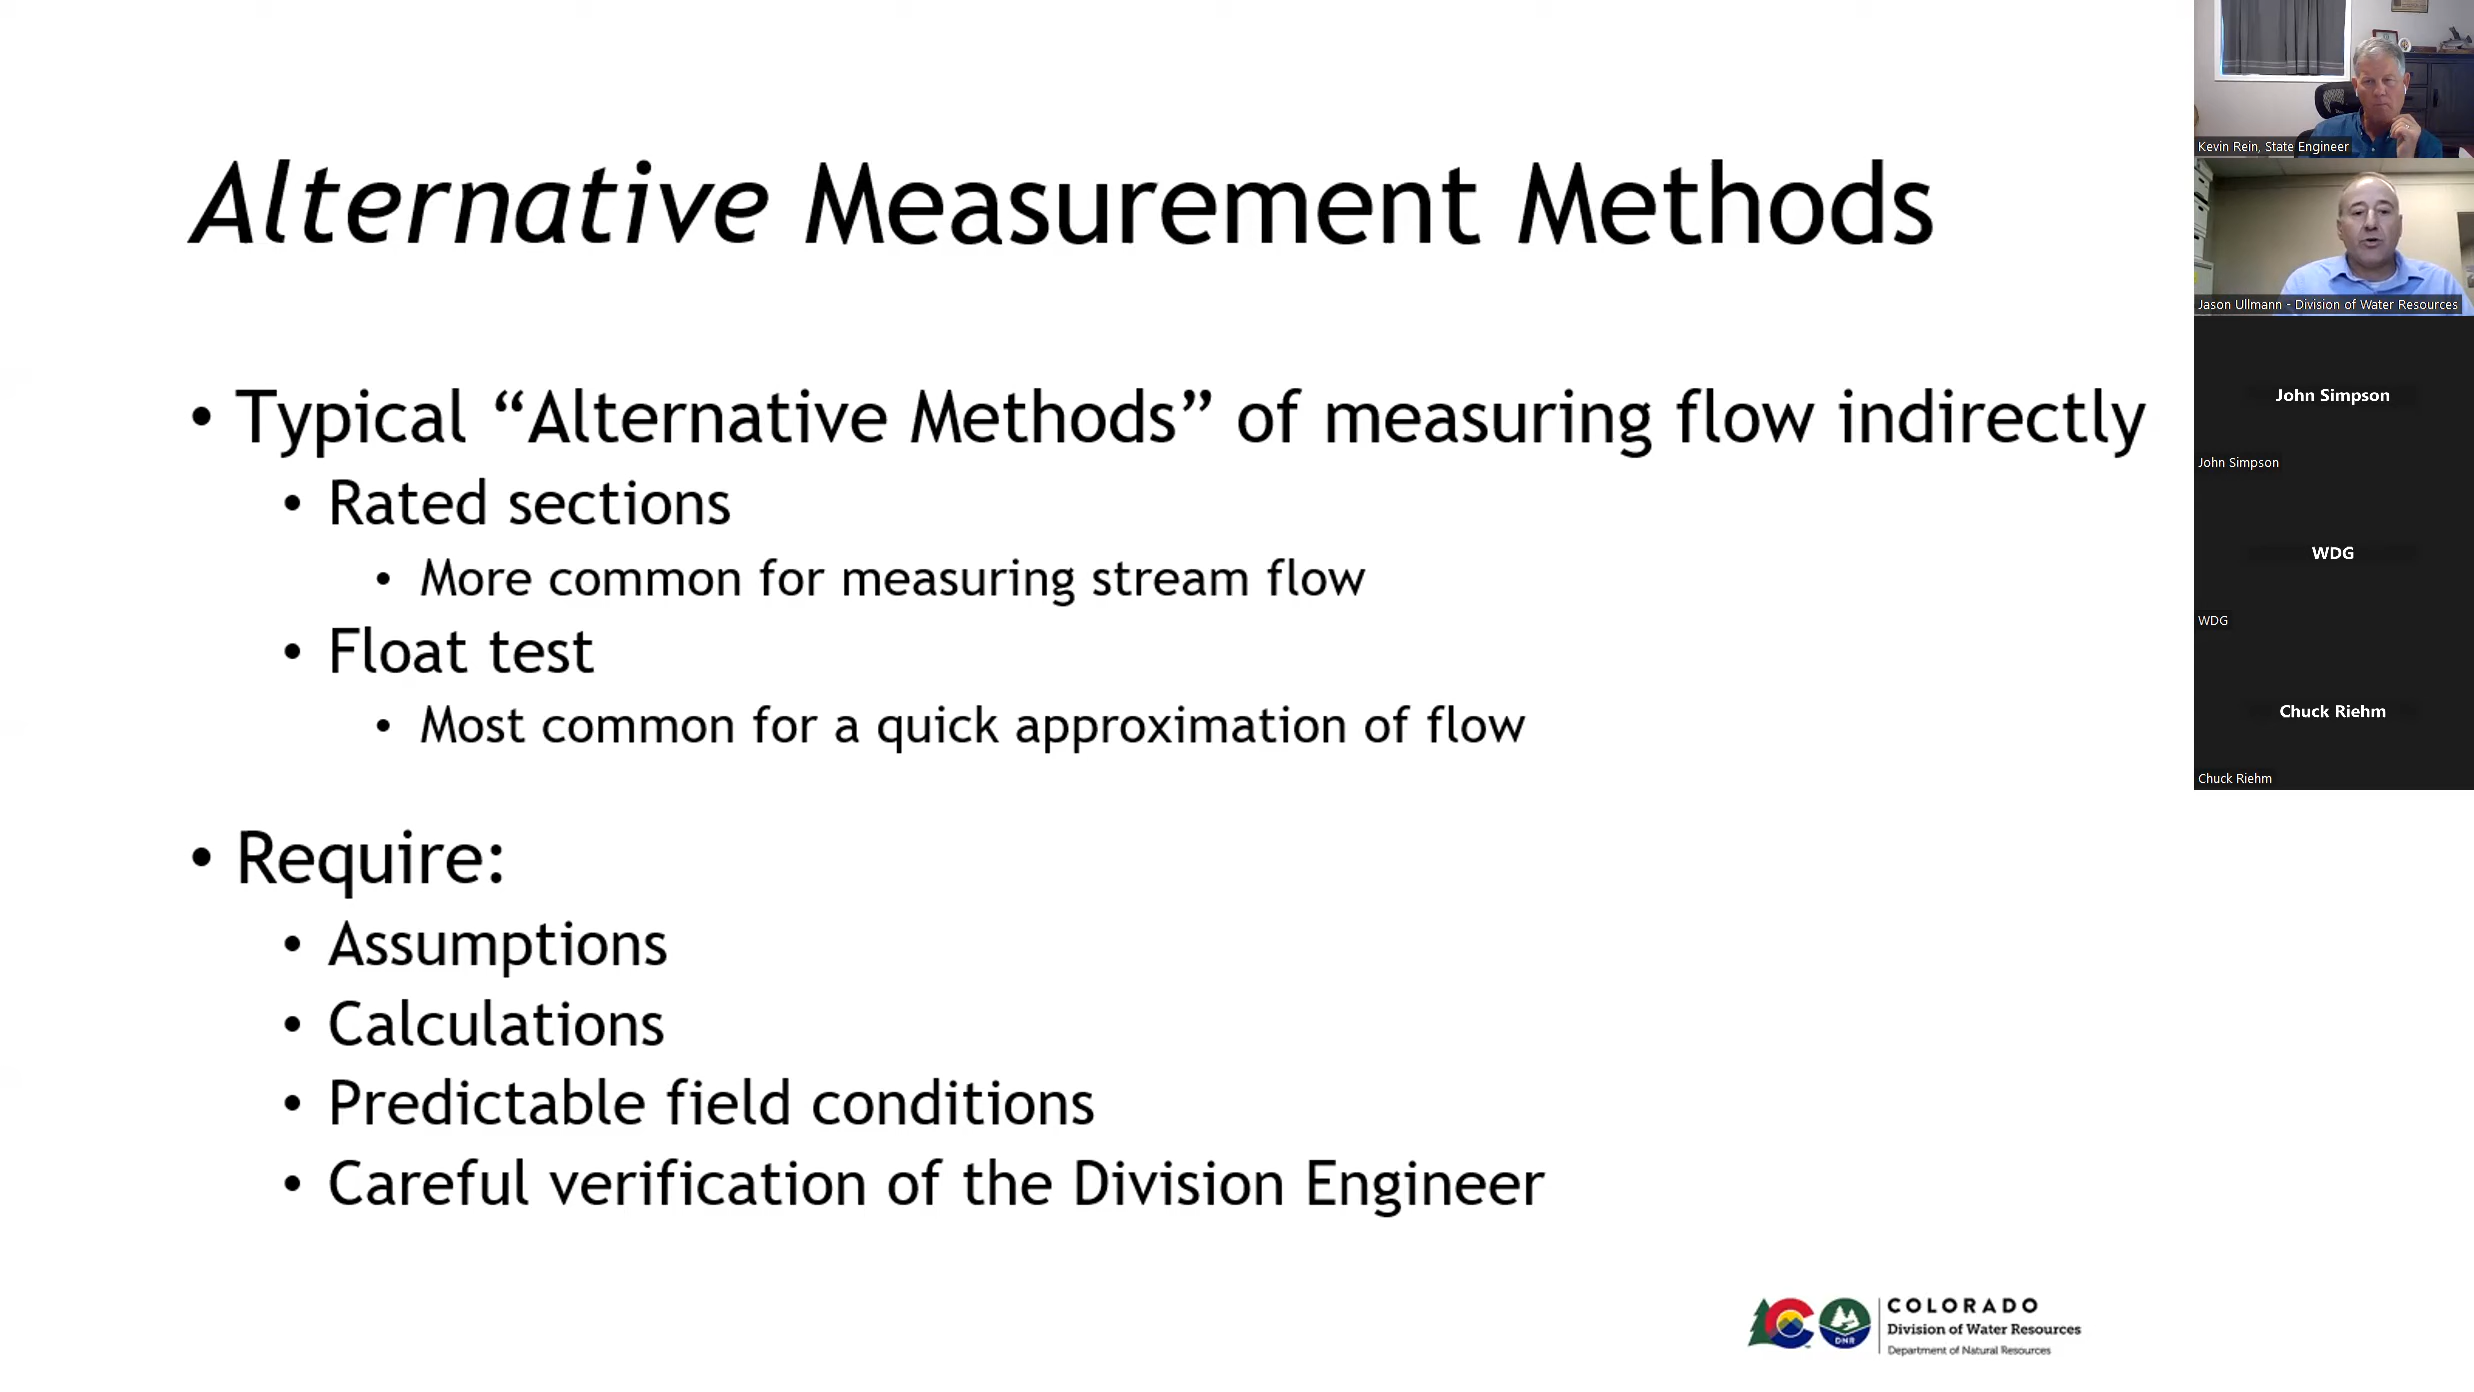 Alternative Measurement Methods
• Typical “Alternative Methods” of measuring flow indirectly
• Rated sections
• More common for measuring stream flow
• Float test
• Most common for a quick approximation of flow
• Require:
• Assumptions
• Calculations
• Predictable field conditions
• Careful verification of the Division Engineer
COLORADO
Division of Water Resources
Department of Natural Resources
DNR
Kevin Rein, State Engineer
Jason Ullmann - Division of Water Resources
John Simpson
John Simpson
WDG
WDG
Chuck Riehm
Chuck Riehm